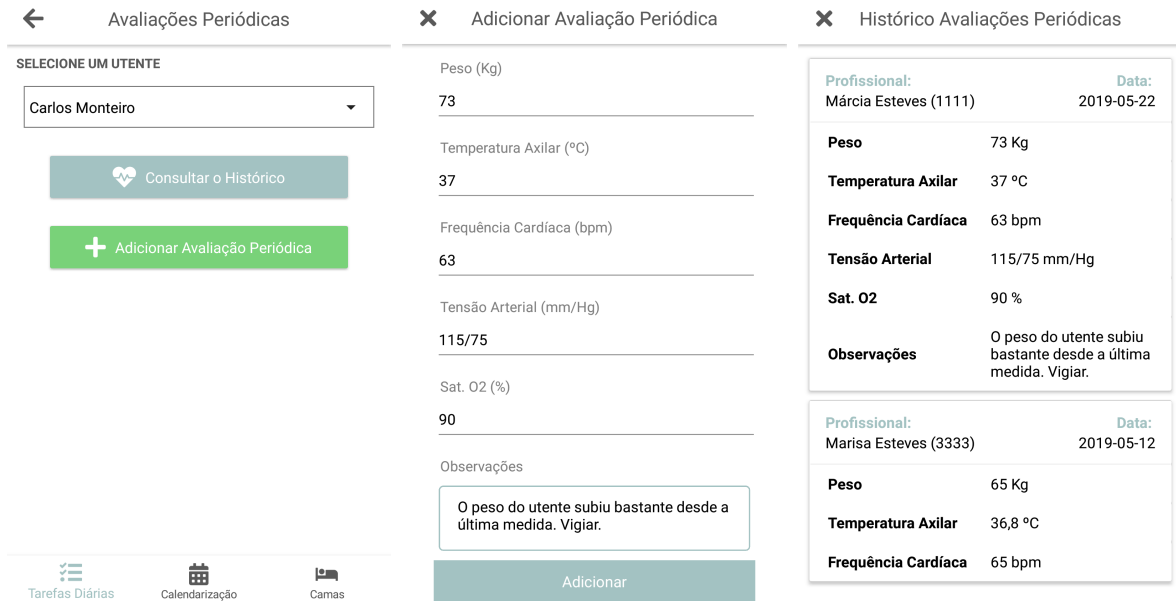 Avaliações Periódicas
SELECIONE UM UTENTE
Carlos Monteiro
Consultar o Histórico
Adicionar Avaliação Periódica
Tarefas Diárias
Calendarização
Camas
Adicionar Avaliação Periódica
Peso (Kg)
73
Temperatura Axilar (ºC)
37
Frequência Cardíaca (bpm)
63
Tensão Arterial (mm/Hg)
115/75
Sat. O2 (%)
90
Observações
O peso do utente subiu bastante desde a
última medida. Vigiar.
Adicionar
Histórico Avaliações Periódicas
Profissional: Data:
Márcia Esteves (1111) 2019-05-22
Peso 73 Kg
Temperatura Axilar 37 ºC
Frequência Cardíaca 63 bpm
Tensão Arterial 115/75 mm/Hg
Sat. O2 90 %
Observações
O peso do utente subiu
bastante desde a última
medida. Vigiar.
Profissional: Data:
Marisa Esteves (3333) 2019-05-12
Peso 65 Kg
Temperatura Axilar 36,8 ºC
Frequência Cardíaca 65 bpm